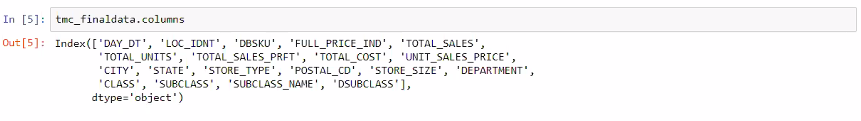 In [5]: tmc_finaldata.columns
Out[5]: Index(['DAY_DT', 'LOC_IDNT', 'DBSKU', 'FULL_PRICE_IND', 'TOTAL_SALES',
'TOTAL_UNITS', 'TOTAL_SALES_PRFT', 'TOTAL_COST', 'UNIT_SALES_PRICE',
'CITY', 'STATE', 'STORE_TYPE', 'POSTAL_CD', 'STORE_SIZE', 'DEPARTMENT',
'CLASS', 'SUBCLASS', 'SUBCLASS_NAME', 'DSUBCLASS'],
dtype='object')